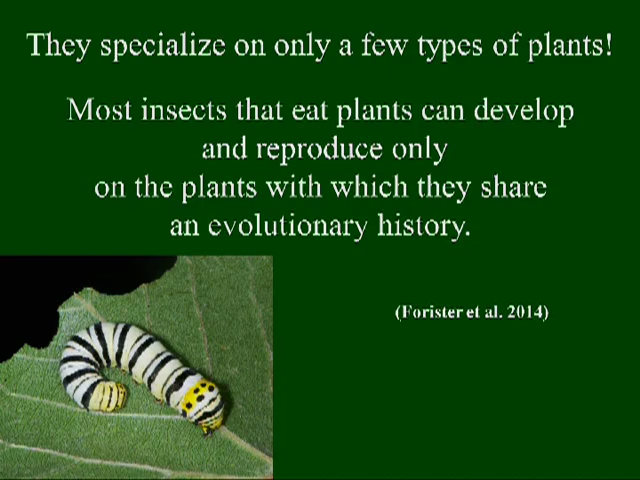 They specialize on only a few types of plants!
Most insects that eat plants can develop
and reproduce only
on the plants with which they share
an evolutionary history.
(Forister et al. 2014)